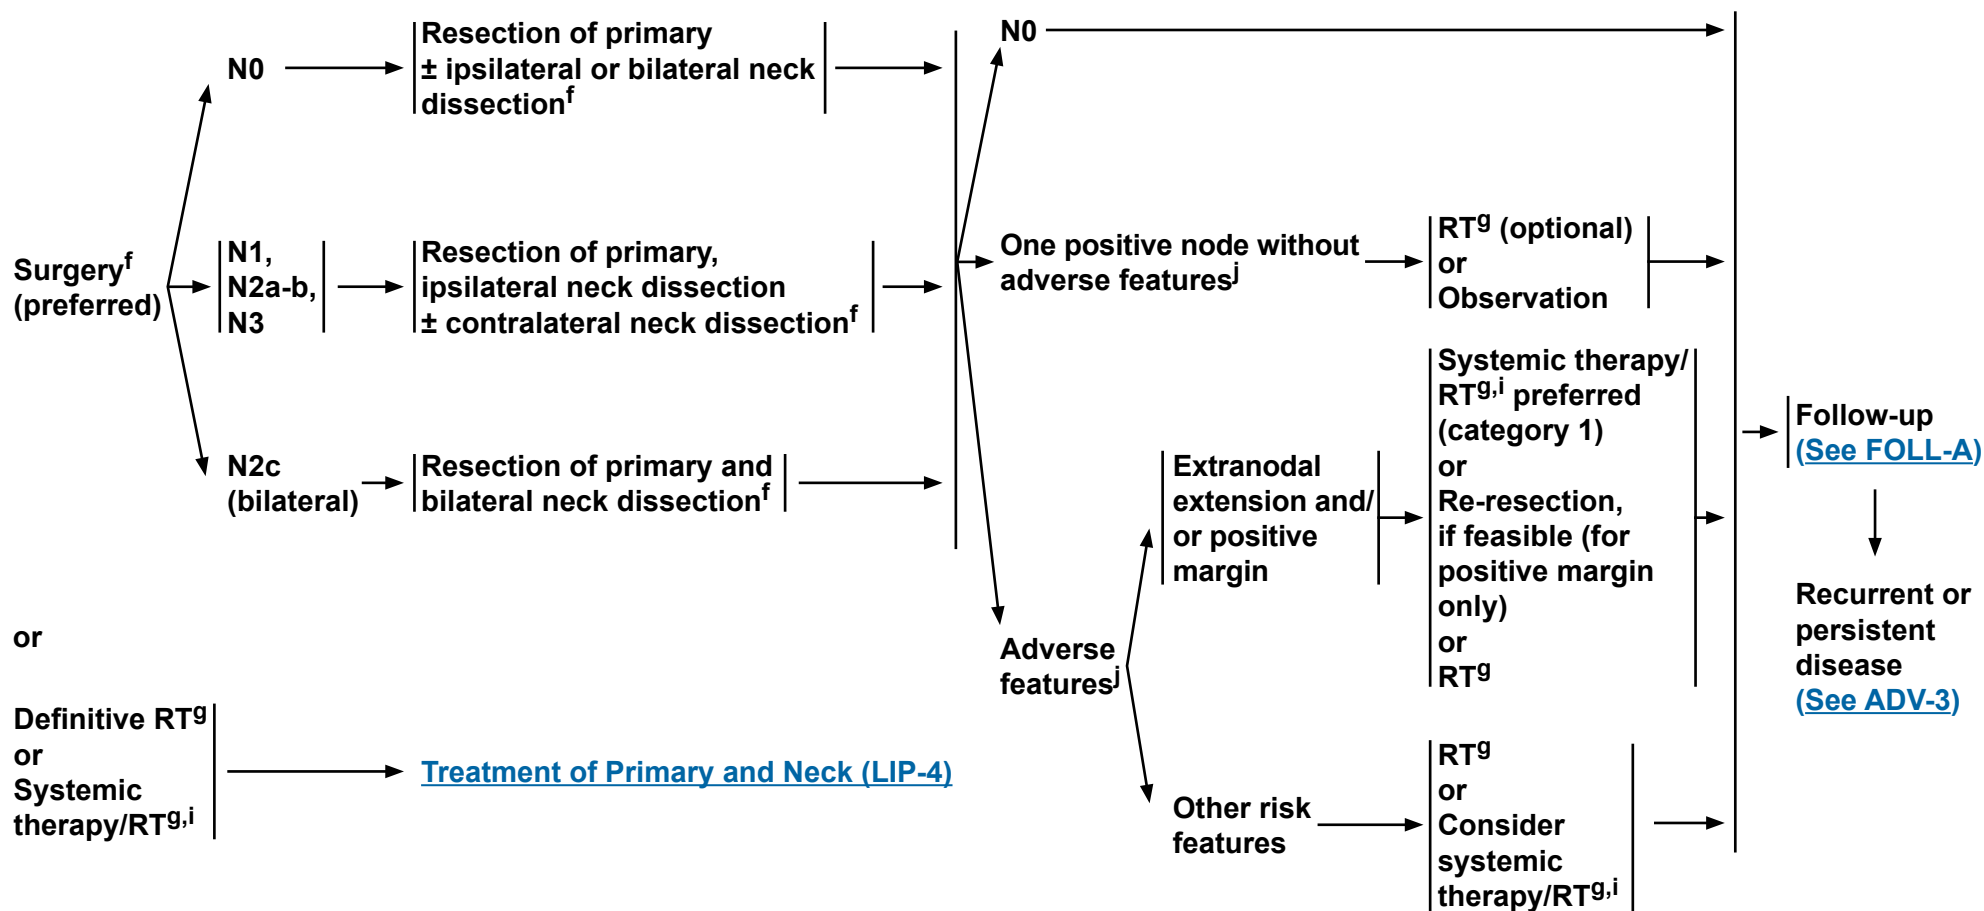 N0
Resection of primary
± ipsilateral or bilateral neck
dissectionf
Surgeryf
(preferred)
N1,
N2a-b,
N3
Resection of primary,
ipsilateral neck dissection
± contralateral neck dissectionf
N2c
(bilateral)
Resection of primary and
bilateral neck dissectionf
or
Definitive RTg
or
Systemic
therapy/RTg,i
Treatment of Primary and Neck (LIP-4)
N0
One positive node without
adverse featuresj
RTg (optional)
or
Observation
Adverse
featuresj
Extranodal
extension and/
or positive
margin
Systemic therapy/
RTg,i preferred
(category 1)
or
Re-resection,
if feasible (for
positive margin
only)
or
RTg
Other risk
features
RTg
or
Consider
systemic
therapy/RTg,i
Follow-up
(See FOLL-A)
Recurrent or
persistent
disease
(See ADV-3)